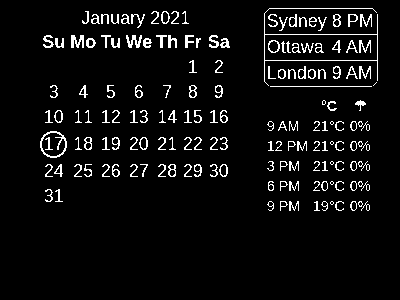 January 2021
Su Mo Tu We Th Fr Sa
1 2
3 4 5 6 7 8 9
10 11 12 13 14 15 16
17 18 19 20 21 22 23
24 25 26 27 28 29 30
31
Sydney 8 PM
Ottawa 4 AM
London 9 AM
°C ☂
9 AM 21°C 0%
12 PM 21°C 0%
3 PM 21°C 0%
6 PM 20°C 0%
9 PM 19°C 0%